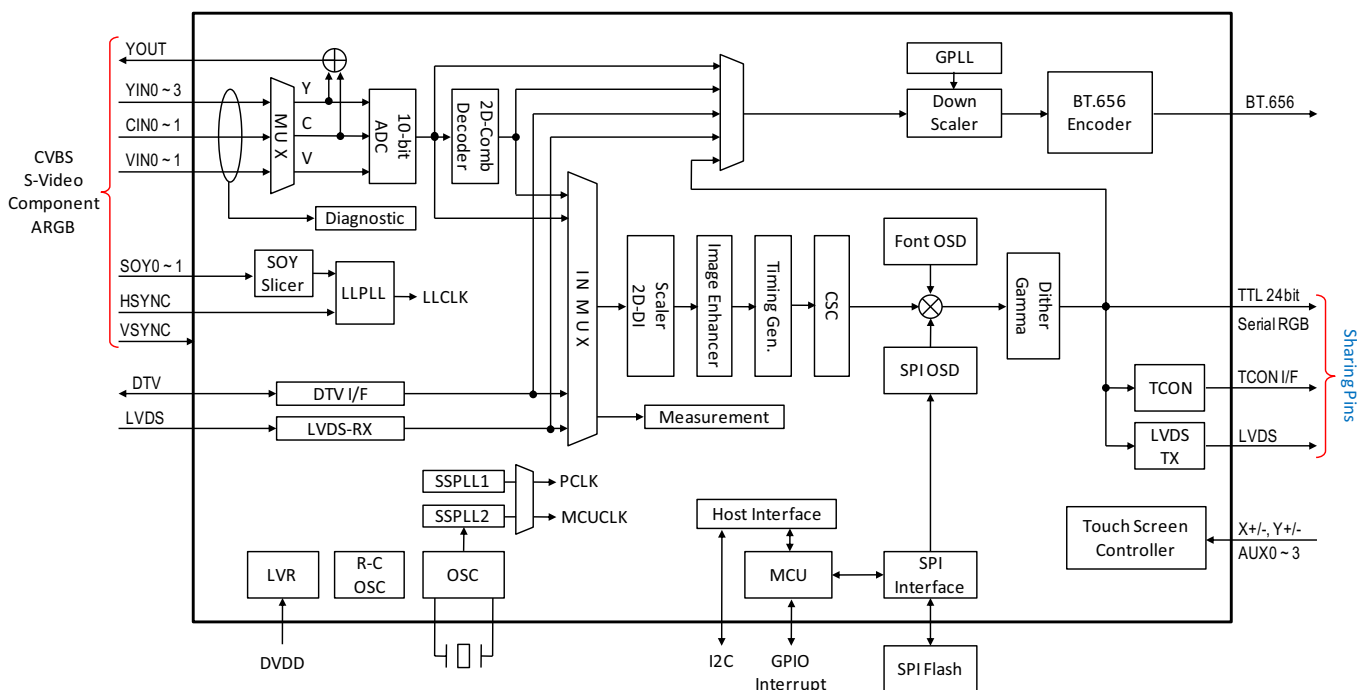 YOUT
YIN0 ~ 3
CIN0 ~ 1
VIN0 ~ 1
CVBS
S-Video
Component
ARGB
SOY0 ~ 1
HSYNC
VSYNC
DTV
LVDS
MUX
Y
C
V
10-bit
ADC
2D-Comb
Decoder
Diagnostic
SOY
Slicer
LLPLL
LLCLK
DTV I/F
LVDS-RX
IN MUX
Scaler
2D-DI
Image Enhancer
Timing Gen.
CSC
Measurement
GPLL
Down
Scaler
BT.656
Encoder
BT.656
Font OSD
SPI OSD
Dither
Gamma
TTL 24bit
Serial RGB
TCON
TCON I/F
LVDS
TX
LVDS
Sharing Pins
SSPLL1
SSPLL2
PCLK
MCUCLK
LVR
R-C
OSC
OSC
DVDD
Host Interface
MCU
SPI
Interface
I2C
GPIO
Interrupt
SPI Flash
Touch Screen
Controller
X+/-, Y+/-
AUX0 ~ 3